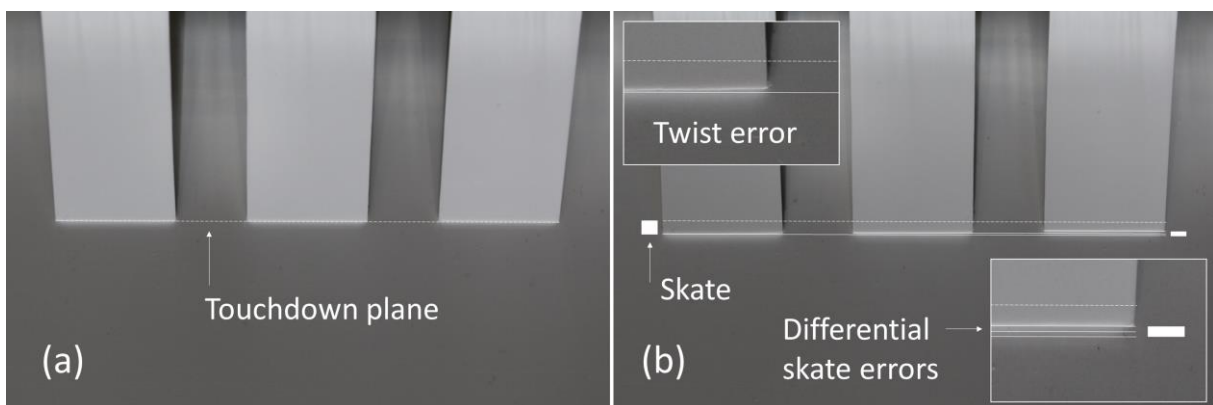 Touchdown plane
(a)
Twist error
Skate
Differential
skate errors
(b)